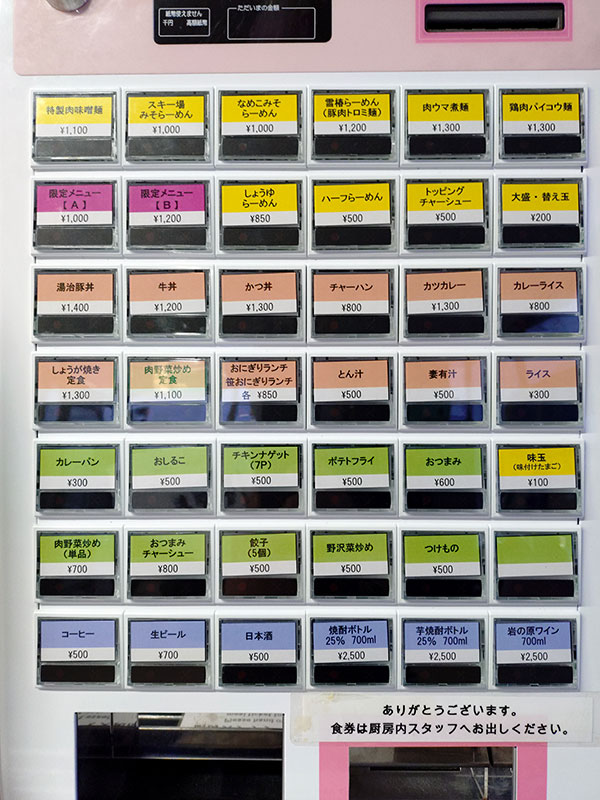 紙幣使えません
千円 高額紙幣
ただいまの金額
特製肉味噌麺
¥1,100
スキー場
みそらーめん
¥1,000
なめこみそ
らーめん
¥1,000
雪椿らーめん
(豚肉トロミ麺)
¥1,200
肉ウマ煮麺
¥1,300
鶏肉パイコウ麺
¥1,300
限定メニュー
【A】
¥1,000
限定メニュー
【B】
¥1,200
しょうゆ
らーめん
¥850
ハーフらーめん
¥500
トッピング
チャーシュー
¥500
大盛・替え玉
¥200
湯治豚丼
¥1,400
牛丼
¥1,200
かつ丼
¥1,300
チャーハン
¥800
カツカレー
¥1,300
カレーライス
¥800
しょうが焼き
定食
¥1,300
肉野菜炒め
定食
¥1,100
おにぎりランチ
笹おにぎりランチ
各 ¥850
とん汁
¥500
妻有汁
¥500
ライス
¥300
カレーパン
¥300
おしるこ
¥500
チキンナゲット
(7P)
¥500
ポテトフライ
¥500
おつまみ
¥600
味玉
(味付けたまご)
¥100
肉野菜炒め
(単品)
¥700
おつまみ
チャーシュー
¥800
餃子
(5個)
¥500
野沢菜炒め
¥500
つけもの
¥500
コーヒー
¥500
生ビール
¥700
日本酒
¥500
焼酎ボトル
25% 700ml
¥2,500
芋焼酎ボトル
25% 700ml
¥2,500
岩の原ワイン
700ml
¥2,500
ありがとうございます。
食券は厨房内スタッフへお出しください。